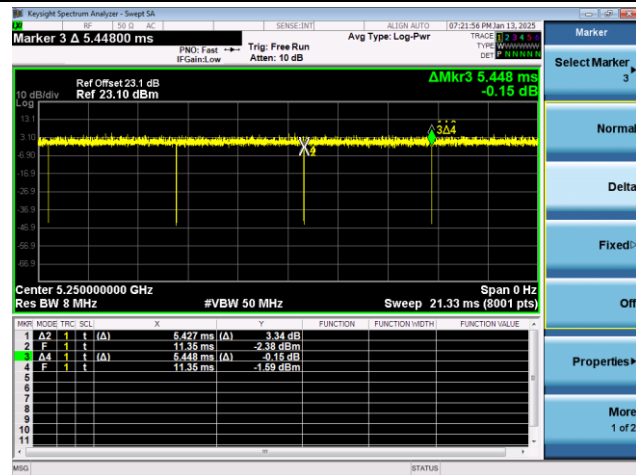 Keysight Spectrum Analyzer - Swept SA
RF 50 Ω AC SENSE:INT ALIGN AUTO 07:21:56 PM Jan 13, 2025
Marker 3 Δ 5.44800 ms
PNO: Fast
IFGain:Low
Trig: Free Run
Atten: 10 dB
Avg Type: Log-Pwr
TRACE 1 2 3 4 5 6
TYPE WWWWWW
DET P N N N N N
Ref Offset 23.1 dB
10 dB/div Ref 23.10 dBm
Log
ΔMkr3 5.448 ms
-0.15 dB
13.1
3.10
-6.90
-16.9
-26.9
-36.9
-46.9
-56.9
-66.9
3Δ4
Center 5.250000000 GHz Span 0 Hz
Res BW 8 MHz #VBW 50 MHz Sweep 21.33 ms (8001 pts)
MKR MODE TRC SCL X Y FUNCTION FUNCTION WIDTH FUNCTION VALUE
1 Δ2 1 t (Δ) 5.427 ms (Δ) 3.34 dB
2 F 1 t 11.35 ms -2.38 dBm
3 Δ4 1 t (Δ) 5.448 ms (Δ) -0.15 dB
4 F 1 t 11.35 ms -1.59 dBm
5
6
7
8
9
10
11
MSG STATUS
Marker
Select Marker
3
Normal
Delta
Fixed
Off
Properties
More
1 of 2